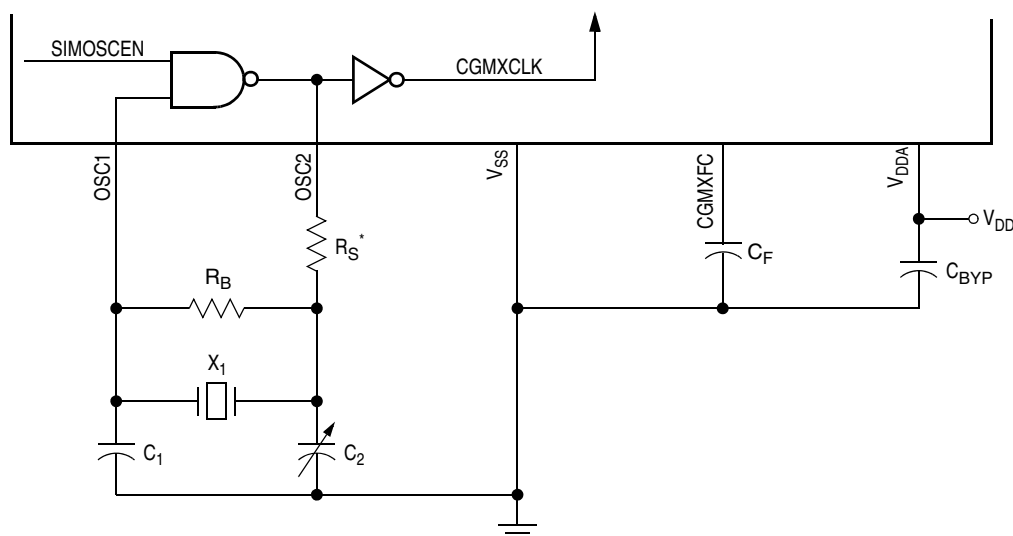 SIMOSCEN
CGMXCLK
OSC1
OSC2
VSS
CGMXFC
VDDA
VDD
RS*
CF
CBYP
RB
X1
C1
C2